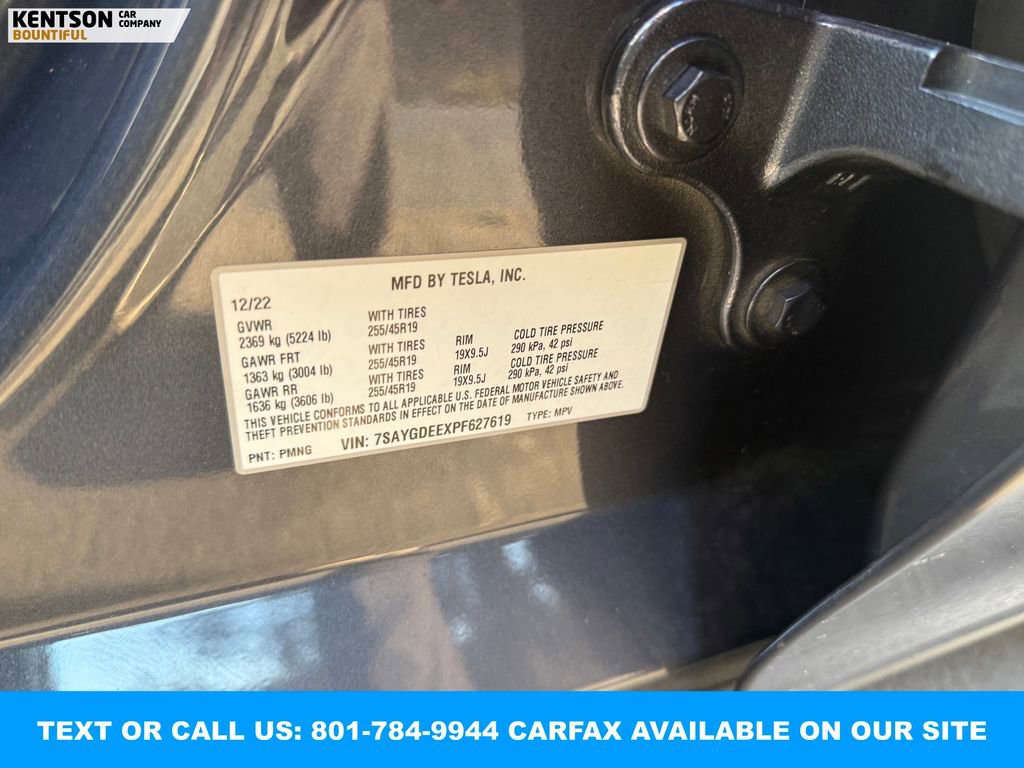 KENTSON CAR COMPANY
BOUNTIFUL
MFD BY TESLA, INC.
12/22
GVWR WITH TIRES
2369 kg (5224 lb) 255/45R19 RIM COLD TIRE PRESSURE
GAWR FRT WITH TIRES 19X9.5J 290 kPa, 42 psi
1363 kg (3004 lb) 255/45R19 RIM COLD TIRE PRESSURE
GAWR RR WITH TIRES 19X9.5J 290 kPa, 42 psi
1636 kg (3606 lb) 255/45R19
THIS VEHICLE CONFORMS TO ALL APPLICABLE U.S. FEDERAL MOTOR VEHICLE SAFETY AND
THEFT PREVENTION STANDARDS IN EFFECT ON THE DATE OF MANUFACTURE SHOWN ABOVE.
PNT: PMNG VIN: 7SAYGDEEXPF627619 TYPE: MPV
TEXT OR CALL US: 801-784-9944 CARFAX AVAILABLE ON OUR SITE